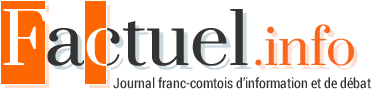 Factuel.info
Journal franc-comtois d'information et de débat